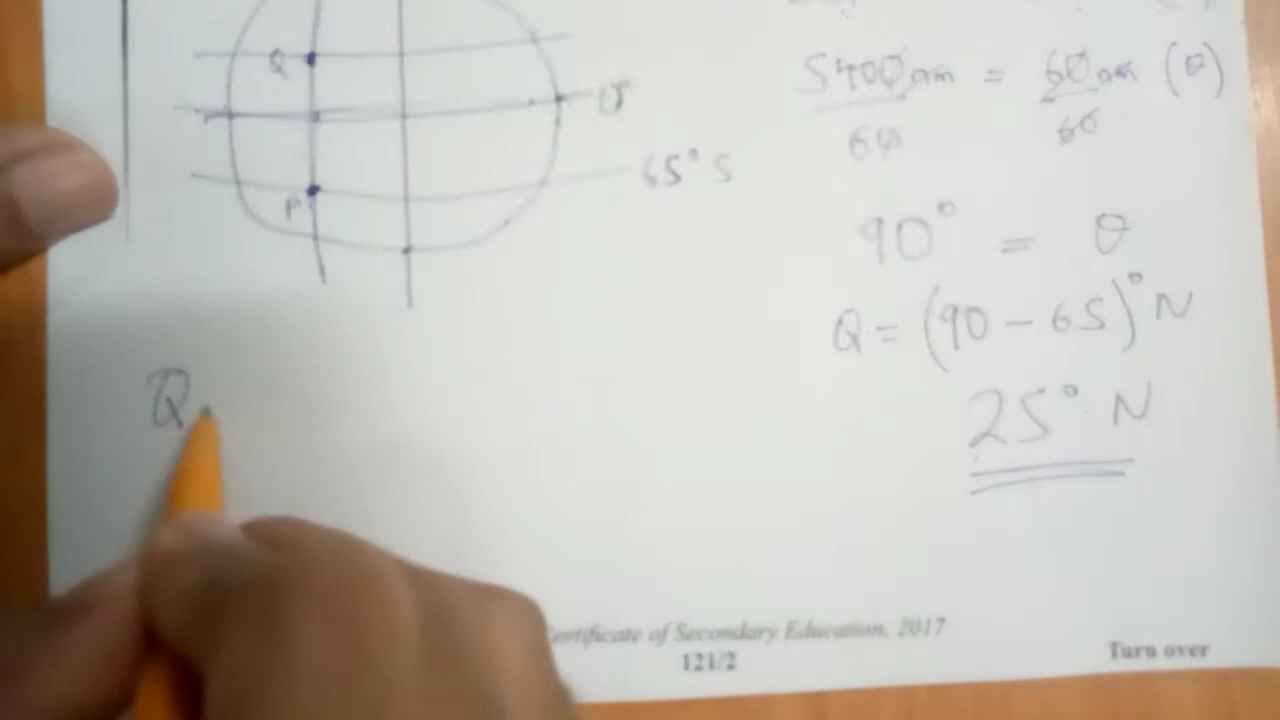 Q
0°
65° S
P
5400nm = 60nm (θ)
60 60
90° = θ
Q = (90 - 65)° N
25° N
Q
Certificate of Secondary Education, 2017
121/2
Turn over